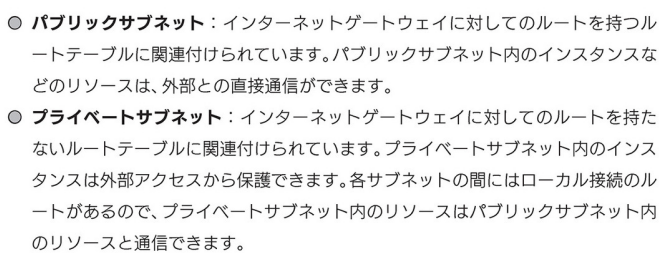 ● パブリックサブネット：インターネットゲートウェイに対してのルートを持つル
ートテーブルに関連付けられています。パブリックサブネット内のインスタンスな
どのリソースは、外部との直接通信ができます。
● プライベートサブネット：インターネットゲートウェイに対してのルートを持た
ないルートテーブルに関連付けられています。プライベートサブネット内のインス
タンスは外部アクセスから保護できます。各サブネットの間にはローカル接続のル
ートがあるので、プライベートサブネット内のリソースはパブリックサブネット内
のリソースと通信できます。